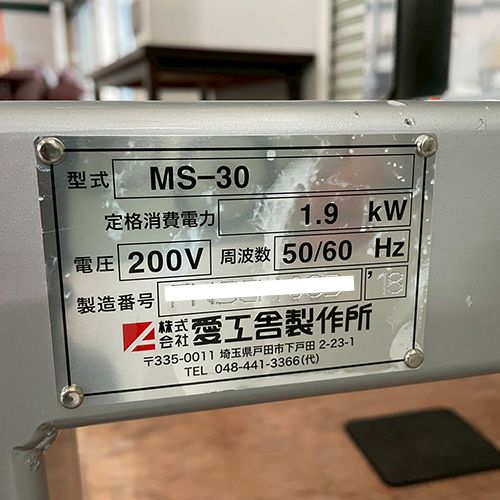 型式 MS-30
定格消費電力 1.9 kW
電圧 200V 周波数 50/60 Hz
製造番号 '18
株式会社 愛工舎製作所
〒335-0011 埼玉県戸田市下戸田 2-23-1
TEL 048-441-3366(代)